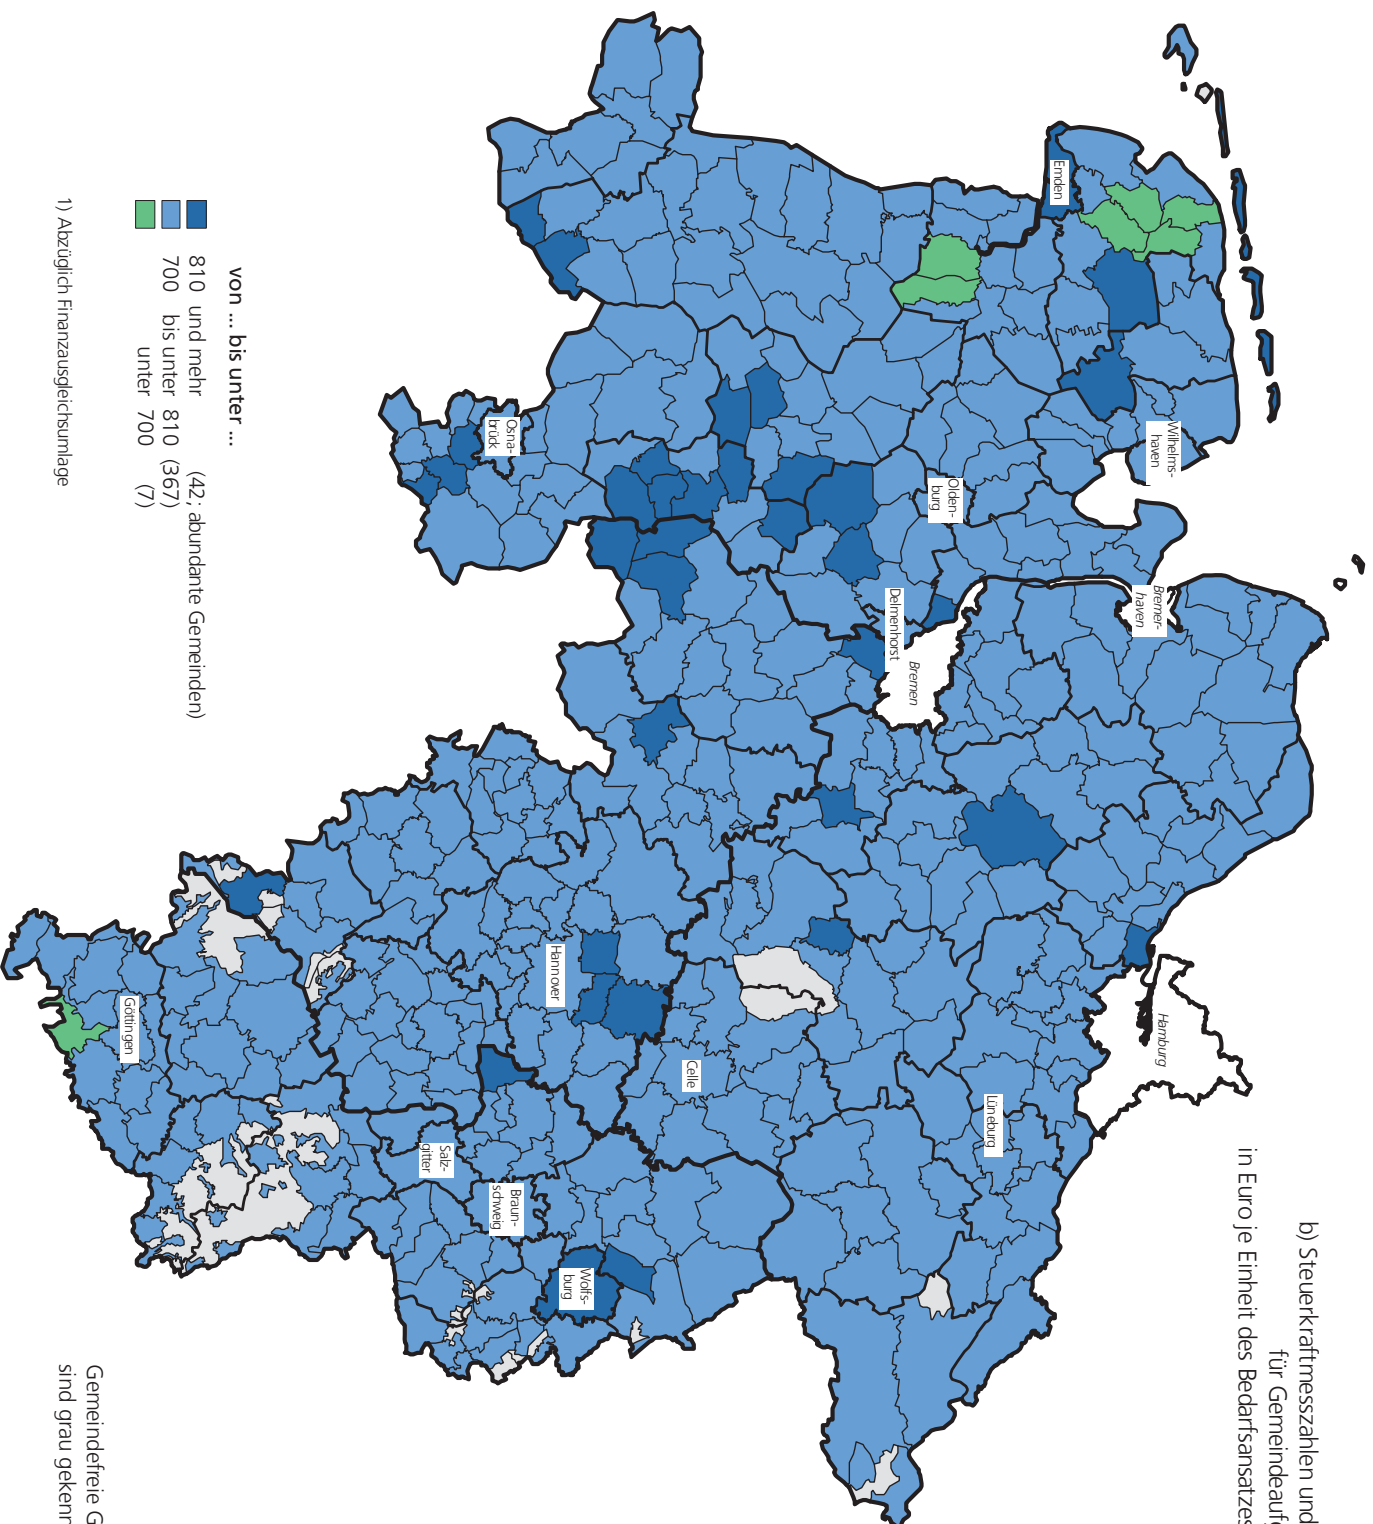 b) Steuerkraftmesszahlen und
für Gemeindeauf
in Euro je Einheit des Bedarfsansatzes
Emden
Wilhelms-
haven
Olden-
burg
Bremer-
haven
Delmenhorst
Bremen
Hamburg
Lüneburg
Osna-
brück
Celle
Hannover
Wolfs-
burg
Braun-
schweig
Salz-
gitter
Göttingen
von ... bis unter ...
810 und mehr (42; abundante Gemeinden)
700 bis unter 810 (367)
unter 700 (7)
1) Abzüglich Finanzausgleichsumlage
Gemeindefreie G
sind grau gekenn